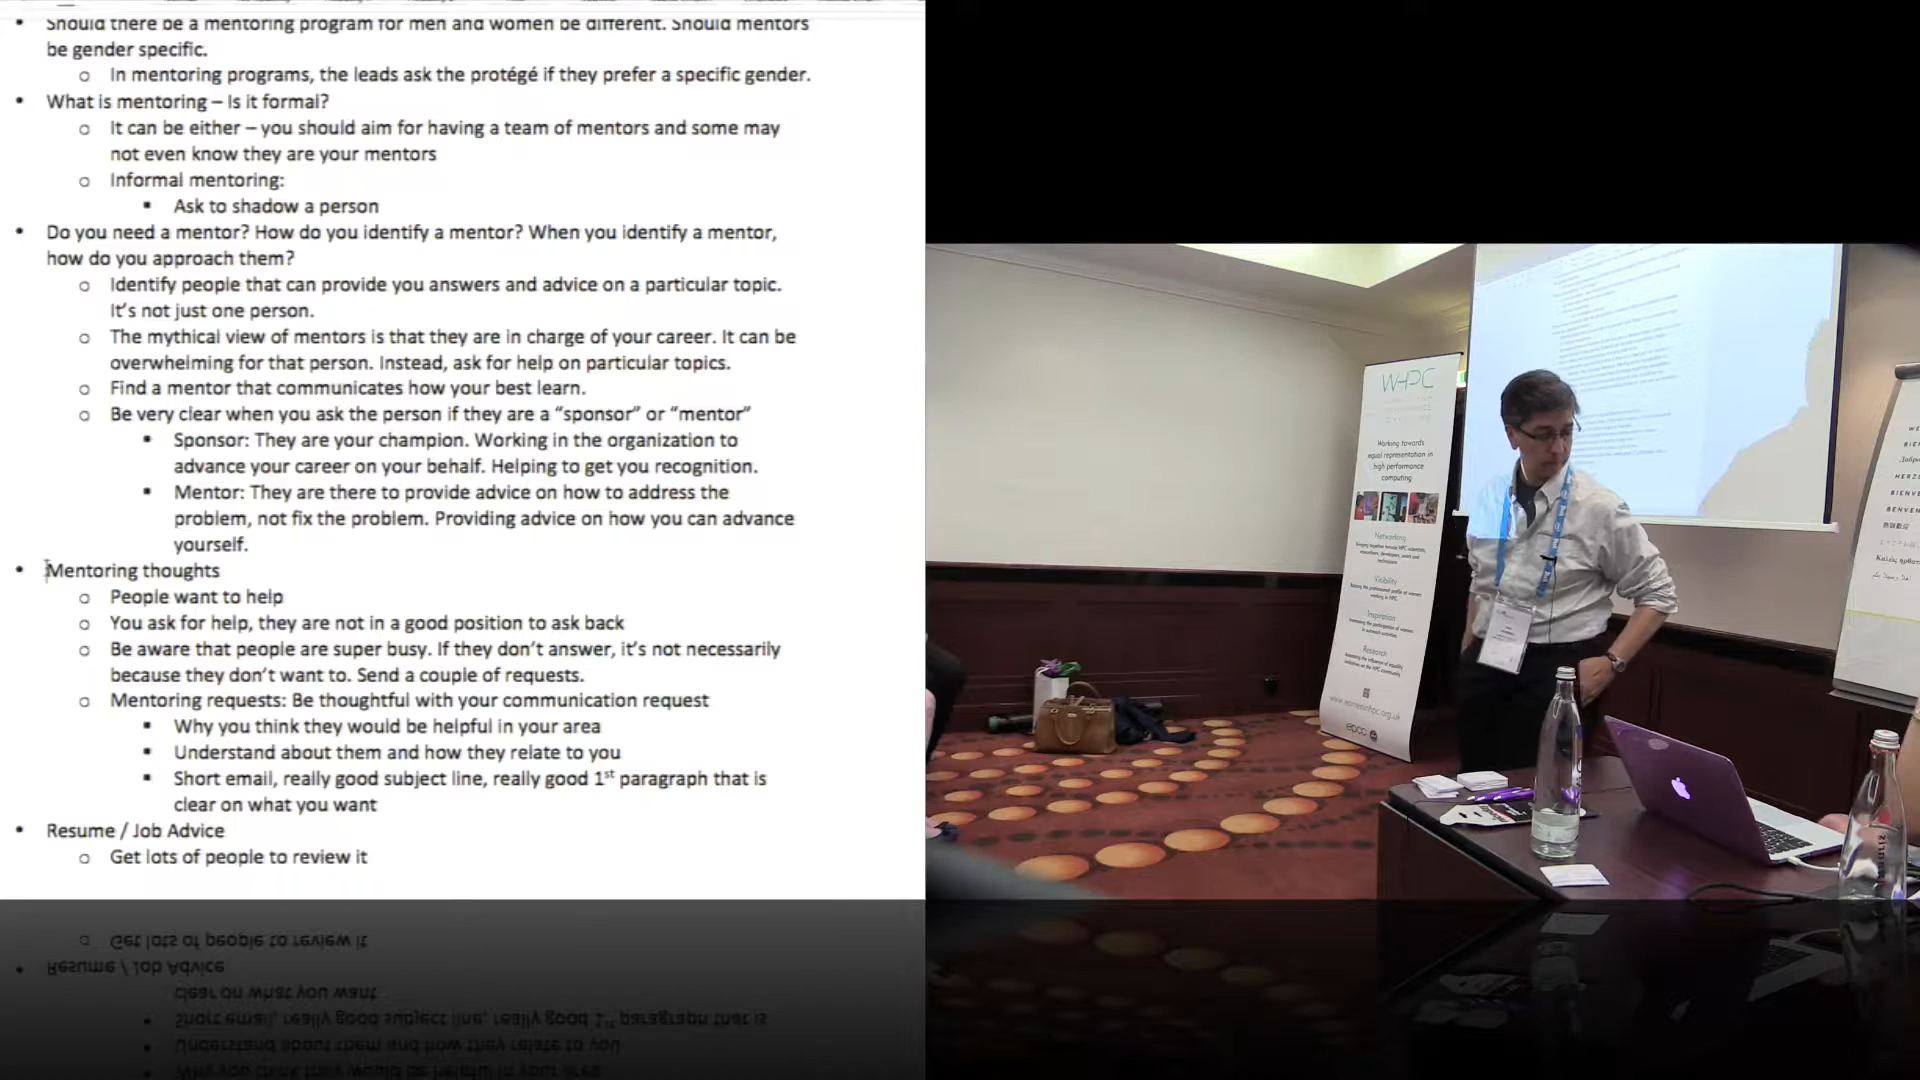 Should there be a mentoring program for men and women be different. Should mentors
be gender specific.
In mentoring programs, the leads ask the protégé if they prefer a specific gender.
What is mentoring – Is it formal?
It can be either – you should aim for having a team of mentors and some may
not even know they are your mentors
Informal mentoring:
Ask to shadow a person
Do you need a mentor? How do you identify a mentor? When you identify a mentor,
how do you approach them?
Identify people that can provide you answers and advice on a particular topic.
It's not just one person.
The mythical view of mentors is that they are in charge of your career. It can be
overwhelming for that person. Instead, ask for help on particular topics.
Find a mentor that communicates how your best learn.
Be very clear when you ask the person if they are a “sponsor” or “mentor”
Sponsor: They are your champion. Working in the organization to
advance your career on your behalf. Helping to get you recognition.
Mentor: They are there to provide advice on how to address the
problem, not fix the problem. Providing advice on how you can advance
yourself.
Mentoring thoughts
People want to help
You ask for help, they are not in a good position to ask back
Be aware that people are super busy. If they don't answer, it's not necessarily
because they don't want to. Send a couple of requests.
Mentoring requests: Be thoughtful with your communication request
Why you think they would be helpful in your area
Understand about them and how they relate to you
Short email, really good subject line, really good 1st paragraph that is
clear on what you want
Resume / Job Advice
Get lots of people to review it
WHPC
Working towards
equal representation in
high performance
computing
Networking
Visibility
Inspiration
Research
www.womeninhpc.org.uk
epcc